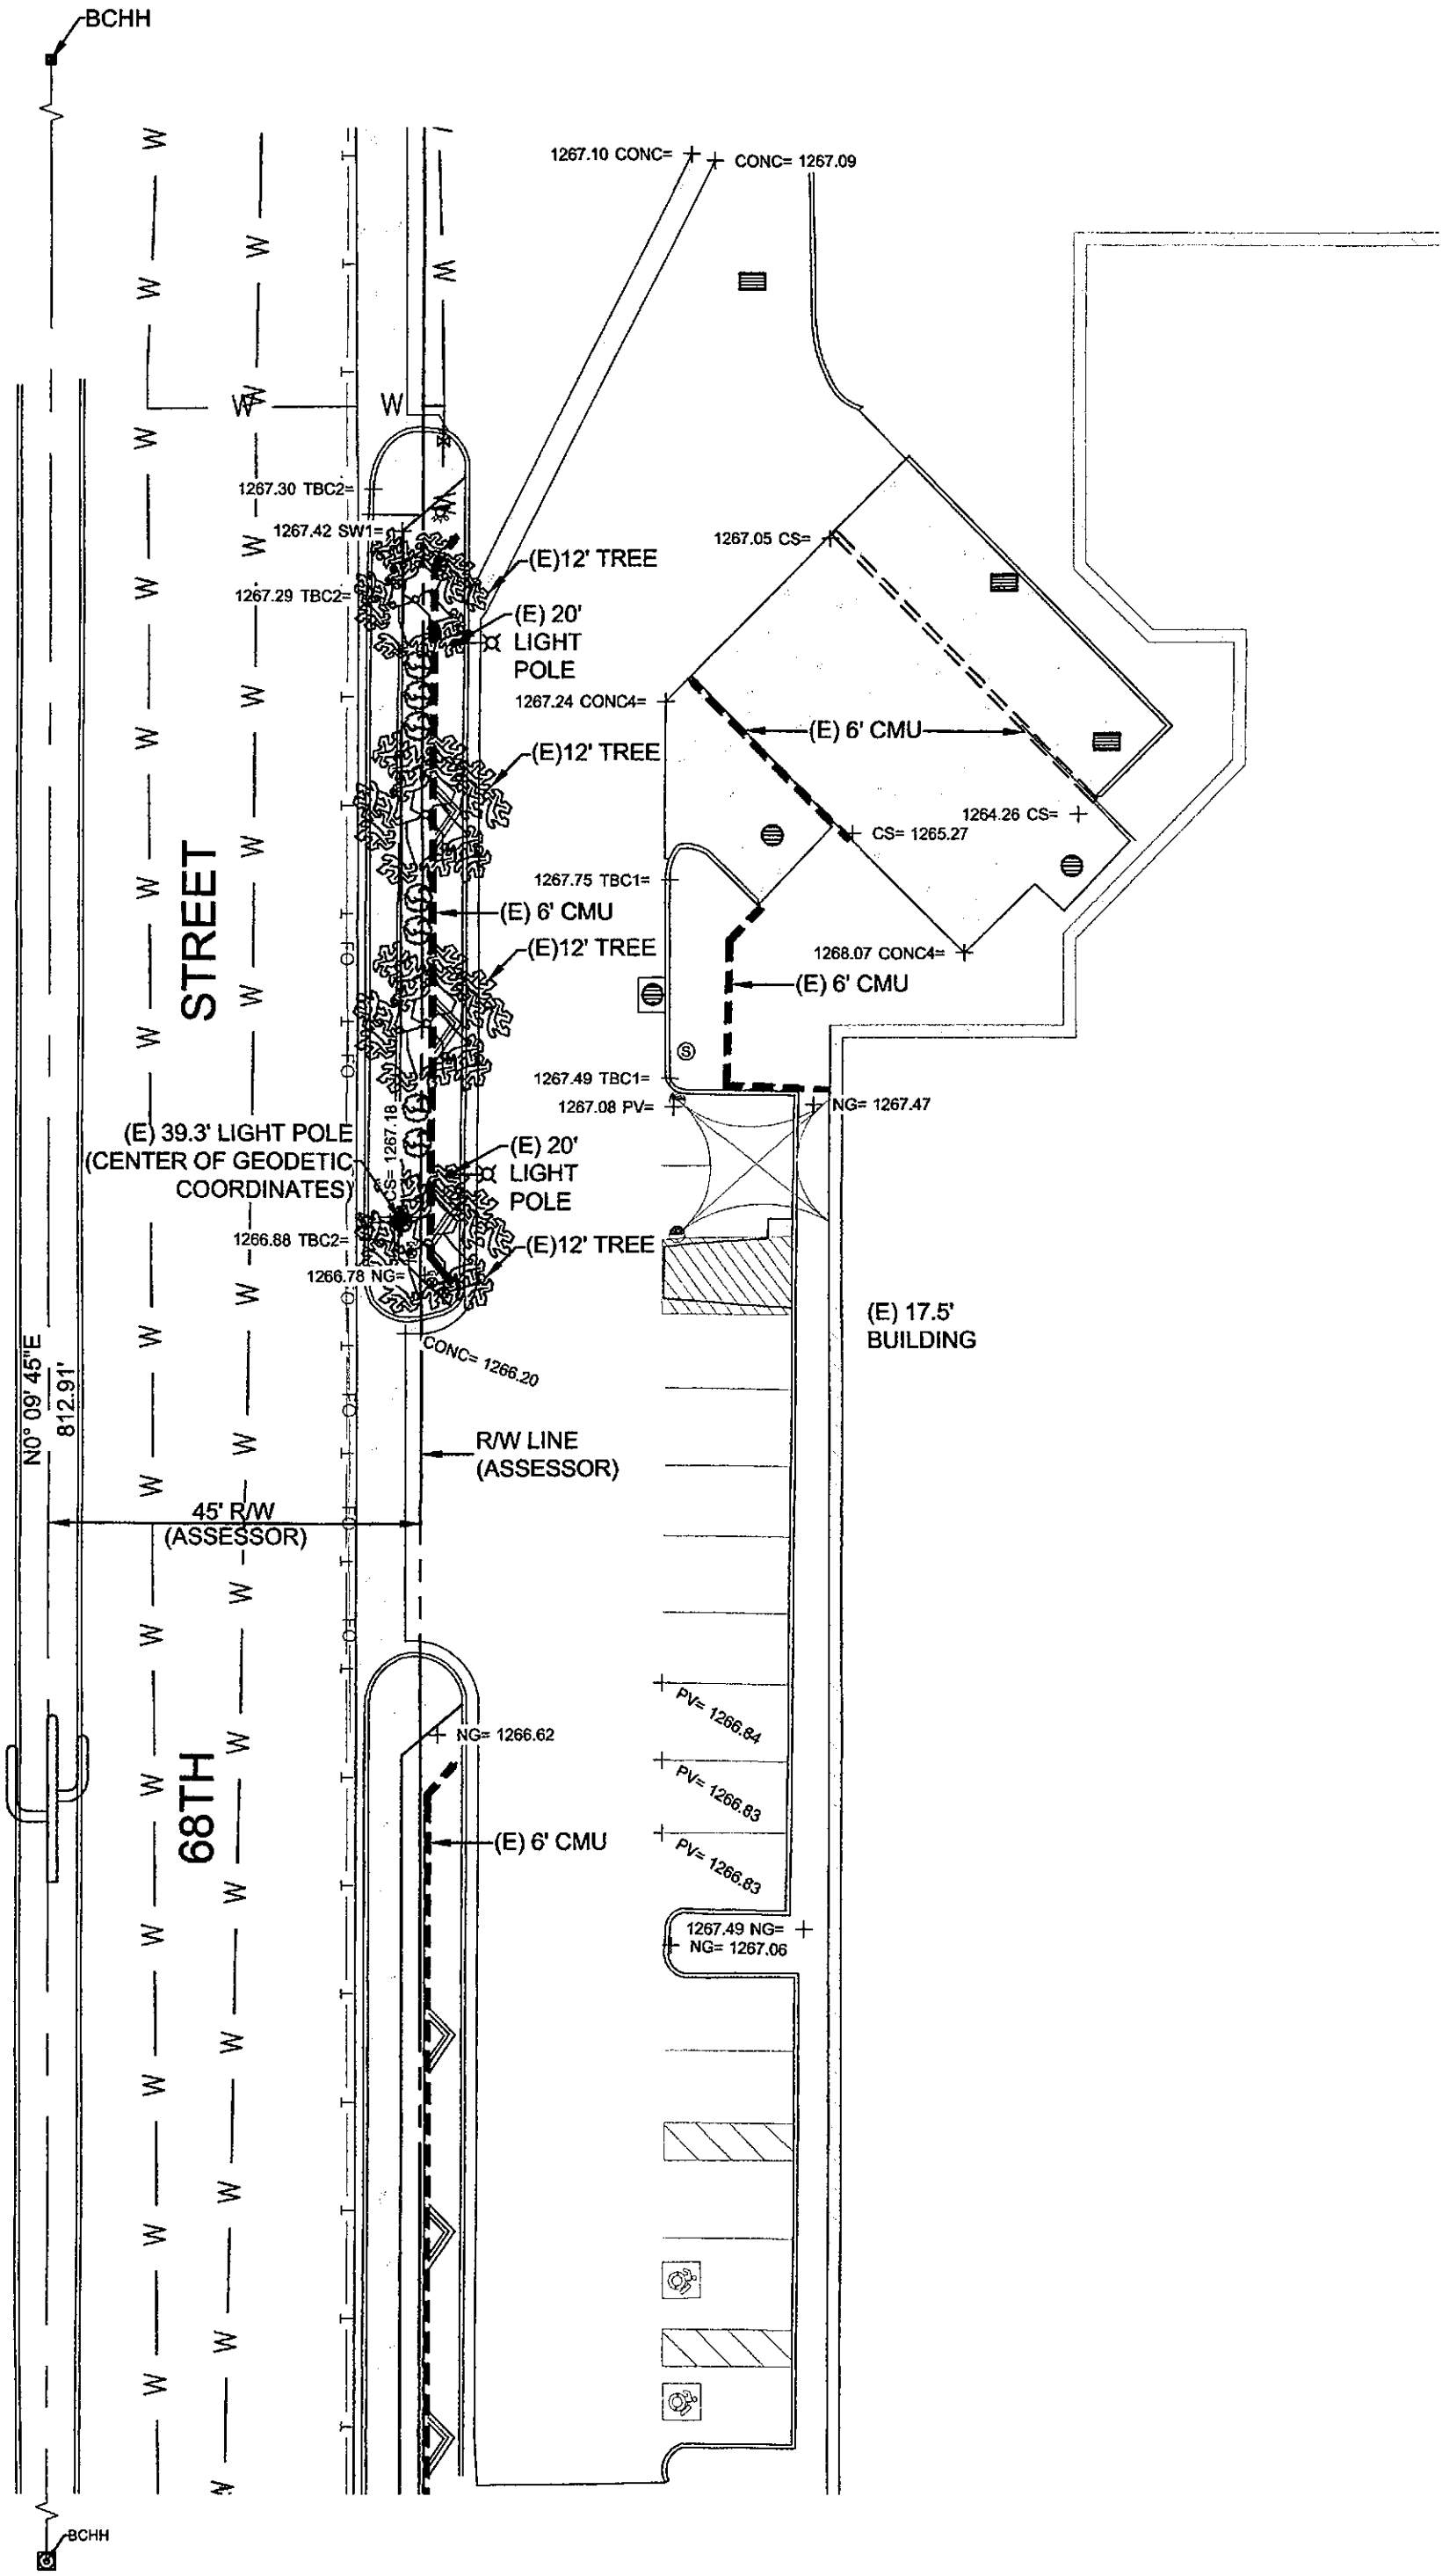 BCHH
1267.10 CONC=
CONC= 1267.09
W
W
W
W
W
W
W
W
W
1267.30 TBC2=
W
1267.42 SW1=
1267.05 CS=
(E)12' TREE
1267.29 TBC2=
(E) 20'
LIGHT
POLE
1267.24 CONC4=
(E) 6' CMU
(E)12' TREE
1264.26 CS=
CS= 1265.27
STREET
1267.75 TBC1=
(E) 6' CMU
(E)12' TREE
1268.07 CONC4=
(E) 6' CMU
S
1267.49 TBC1=
1267.08 PV=
NG= 1267.47
CS= 1267.18
(E) 39.3' LIGHT POLE
(CENTER OF GEODETIC
COORDINATES)
(E) 20'
LIGHT
POLE
1266.88 TBC2=
(E)12' TREE
1266.78 NG=
(E) 17.5'
BUILDING
CONC= 1266.20
N0° 09' 45"E
812.91'
R/W LINE
(ASSESSOR)
45' R/W
(ASSESSOR)
PV= 1266.84
NG= 1266.62
PV= 1266.83
68TH
(E) 6' CMU
PV= 1266.83
1267.49 NG=
NG= 1267.06
W
W
W
W
BCHH